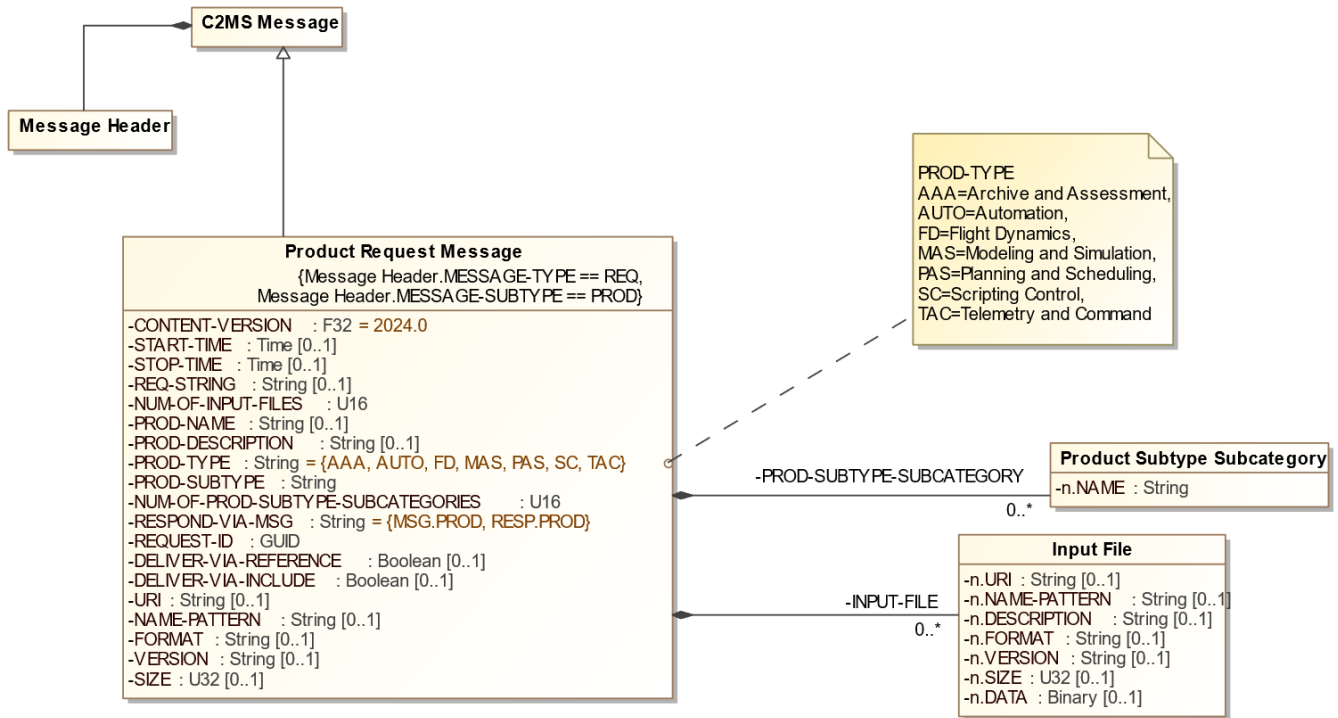 C2MS Message
Message Header
PROD-TYPE
AAA=Archive and Assessment,
AUTO=Automation,
FD=Flight Dynamics,
MAS=Modeling and Simulation,
PAS=Planning and Scheduling,
SC=Scripting Control,
TAC=Telemetry and Command
Product Request Message
{Message Header.MESSAGE-TYPE == REQ,
Message Header.MESSAGE-SUBTYPE == PROD}
-CONTENT-VERSION : F32 = 2024.0
-START-TIME : Time [0..1]
-STOP-TIME : Time [0..1]
-REQ-STRING : String [0..1]
-NUM-OF-INPUT-FILES : U16
-PROD-NAME : String [0..1]
-PROD-DESCRIPTION : String [0..1]
-PROD-TYPE : String = {AAA, AUTO, FD, MAS, PAS, SC, TAC}
-PROD-SUBTYPE : String
-NUM-OF-PROD-SUBTYPE-SUBCATEGORIES : U16
-RESPOND-VIA-MSG : String = {MSG.PROD, RESP.PROD}
-REQUEST-ID : GUID
-DELIVER-VIA-REFERENCE : Boolean [0..1]
-DELIVER-VIA-INCLUDE : Boolean [0..1]
-URI : String [0..1]
-NAME-PATTERN : String [0..1]
-FORMAT : String [0..1]
-VERSION : String [0..1]
-SIZE : U32 [0..1]
-PROD-SUBTYPE-SUBCATEGORY
0..*
Product Subtype Subcategory
-n.NAME : String
-INPUT-FILE
0..*
Input File
-n.URI : String [0..1]
-n.NAME-PATTERN : String [0..1]
-n.DESCRIPTION : String [0..1]
-n.FORMAT : String [0..1]
-n.VERSION : String [0..1]
-n.SIZE : U32 [0..1]
-n.DATA : Binary [0..1]